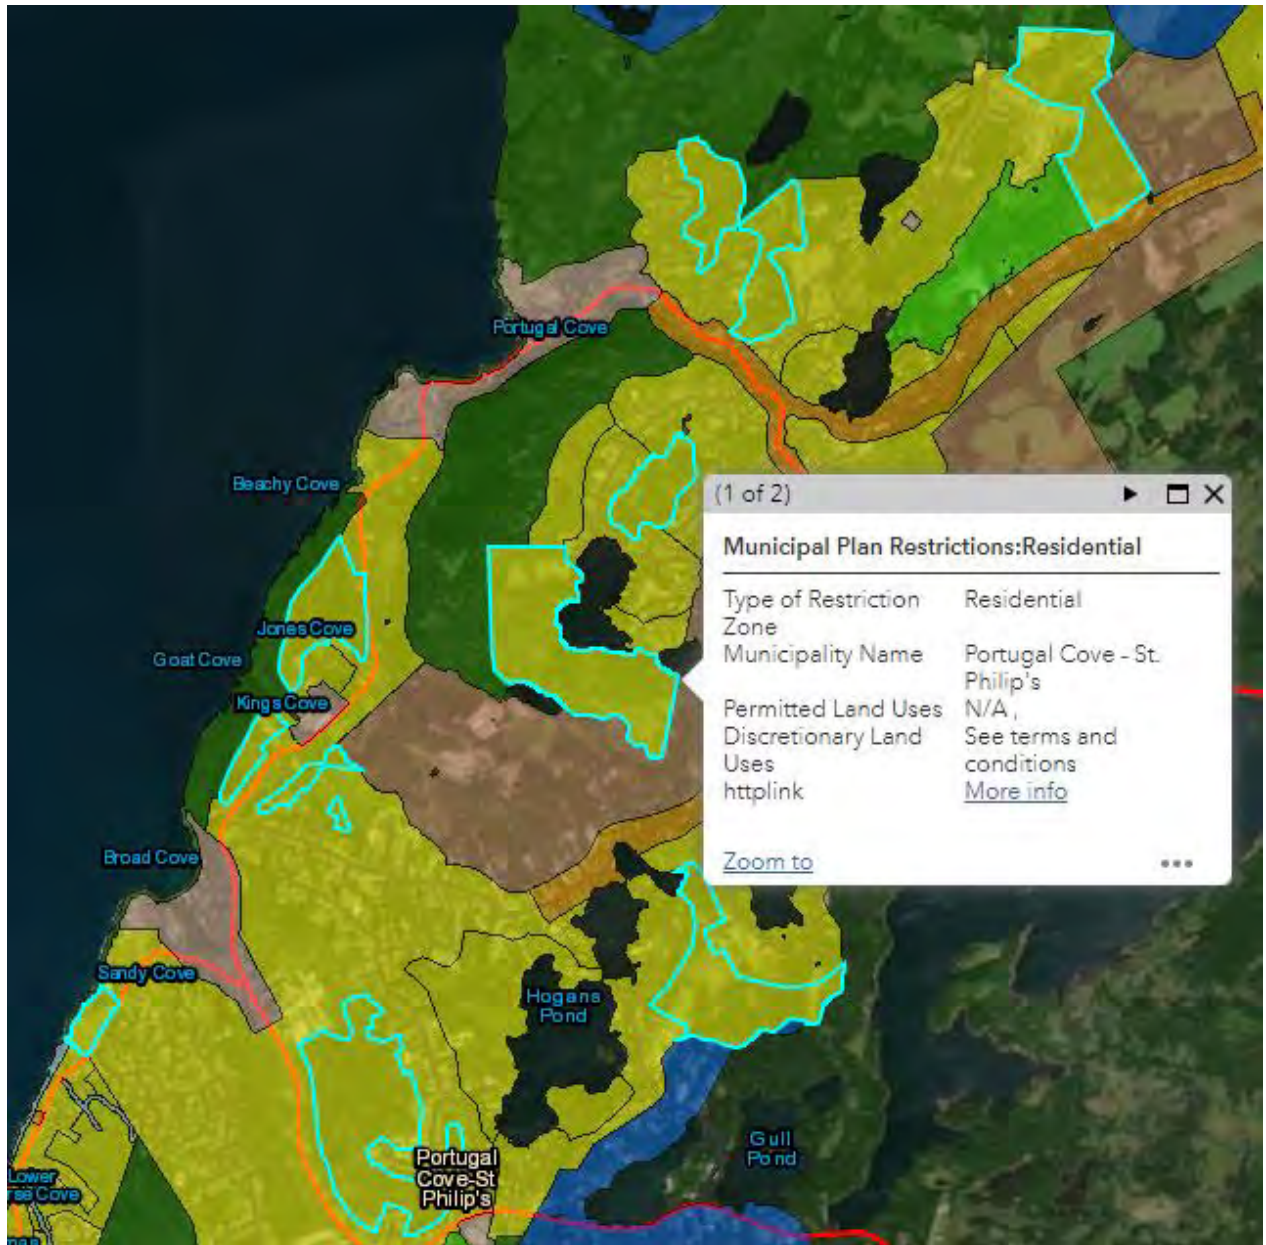 Portugal Cove
Beachy Cove
(1 of 2)
Municipal Plan Restrictions:Residential
Type of Restriction Zone
Residential
Municipality Name
Portugal Cove - St. Philip's
Permitted Land Uses
N/A ,
Discretionary Land Uses
See terms and conditions
httplink
More info
Zoom to
Jones Cove
Goat Cove
Kings Cove
Broad Cove
Sandy Cove
Hogans
Pond
Gull
Pond
Portugal
Cove-St
Philip's
Lower
rse Cove